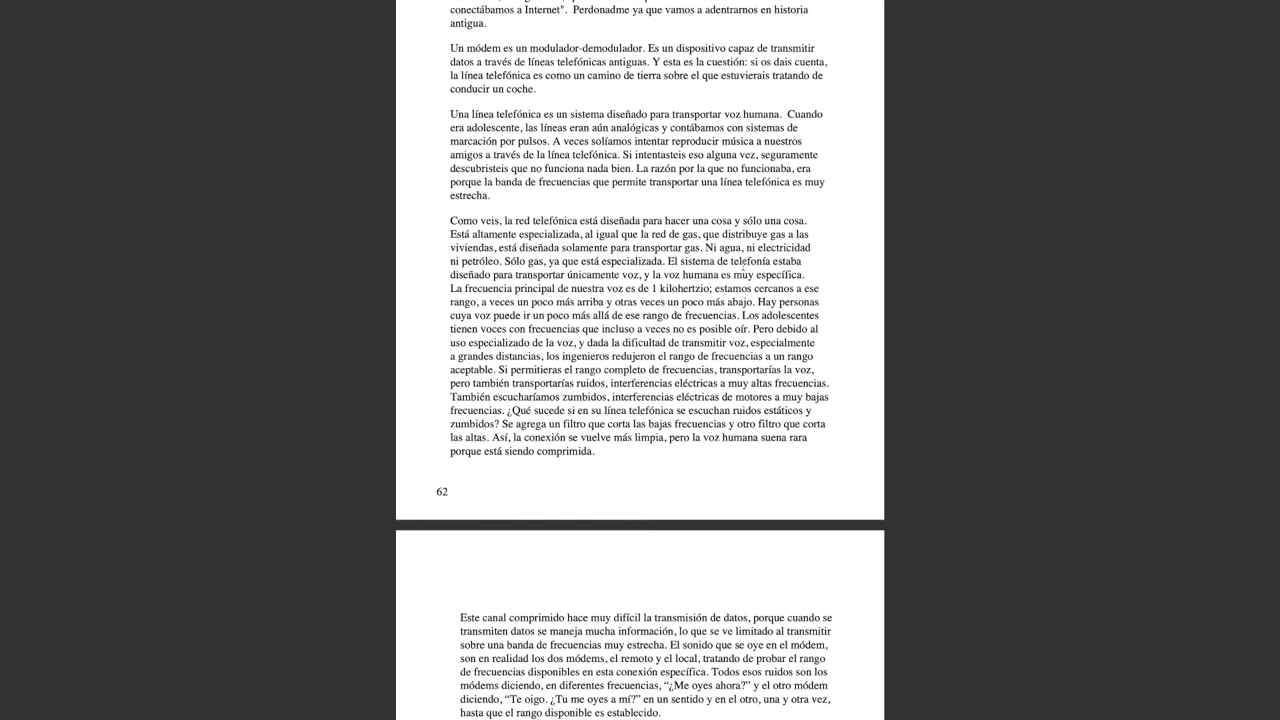 conectábamos a Internet". Perdonadme ya que vamos a adentrarnos en historia
antigua.
Un módem es un modulador-demodulador. Es un dispositivo capaz de transmitir
datos a través de líneas telefónicas antiguas. Y esta es la cuestión: si os dais cuenta,
la línea telefónica es como un camino de tierra sobre el que estuvierais tratando de
conducir un coche.
Una línea telefónica es un sistema diseñado para transportar voz humana. Cuando
era adolescente, las líneas eran aún analógicas y contábamos con sistemas de
marcación por pulsos. A veces solíamos intentar reproducir música a nuestros
amigos a través de la línea telefónica. Si intentasteis eso alguna vez, seguramente
descubristeis que no funciona nada bien. La razón por la que no funcionaba, era
porque la banda de frecuencias que permite transportar una línea telefónica es muy
estrecha.
Como veis, la red telefónica está diseñada para hacer una cosa y sólo una cosa.
Está altamente especializada, al igual que la red de gas, que distribuye gas a las
viviendas, está diseñada solamente para transportar gas. Ni agua, ni electricidad
ni petróleo. Sólo gas, ya que está especializada. El sistema de telefonía estaba
diseñado para transportar únicamente voz, y la voz humana es muy específica.
La frecuencia principal de nuestra voz es de 1 kilohertzio; estamos cercanos a ese
rango, a veces un poco más arriba y otras veces un poco más abajo. Hay personas
cuya voz puede ir un poco más allá de ese rango de frecuencias. Los adolescentes
tienen voces con frecuencias que incluso a veces no es posible oír. Pero debido al
uso especializado de la voz, y dada la dificultad de transmitir voz, especialmente
a grandes distancias, los ingenieros redujeron el rango de frecuencias a un rango
aceptable. Si permitieras el rango completo de frecuencias, transportarías la voz,
pero también transportarías ruidos, interferencias eléctricas a muy altas frecuencias.
También escucharíamos zumbidos, interferencias eléctricas de motores a muy bajas
frecuencias. ¿Qué sucede si en su línea telefónica se escuchan ruidos estáticos y
zumbidos? Se agrega un filtro que corta las bajas frecuencias y otro filtro que corta
las altas. Así, la conexión se vuelve más limpia, pero la voz humana suena rara
porque está siendo comprimida.
62
Este canal comprimido hace muy difícil la transmisión de datos, porque cuando se
transmiten datos se maneja mucha información, lo que se ve limitado al transmitir
sobre una banda de frecuencias muy estrecha. El sonido que se oye en el módem,
son en realidad los dos módems, el remoto y el local, tratando de probar el rango
de frecuencias disponibles en esta conexión específica. Todos esos ruidos son los
módems diciendo, en diferentes frecuencias, “¿Me oyes ahora?” y el otro módem
diciendo, “Te oigo. ¿Tu me oyes a mí?” en un sentido y en el otro, una y otra vez,
hasta que el rango disponible es establecido.